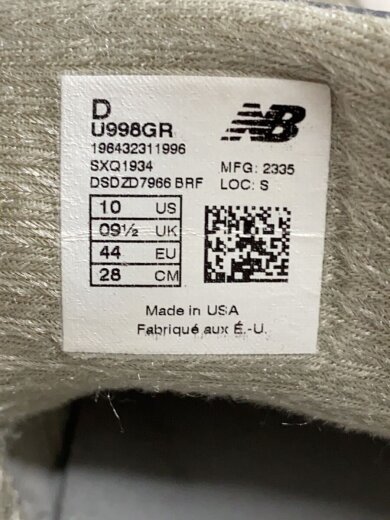 D
U998GR
196432311996
SXQ1934
DSDZD7966 BRF
NB
MFG: 2335
LOC: S
10 US
09½ UK
44 EU
28 CM
Made in USA
Fabriqué aux É.-U.